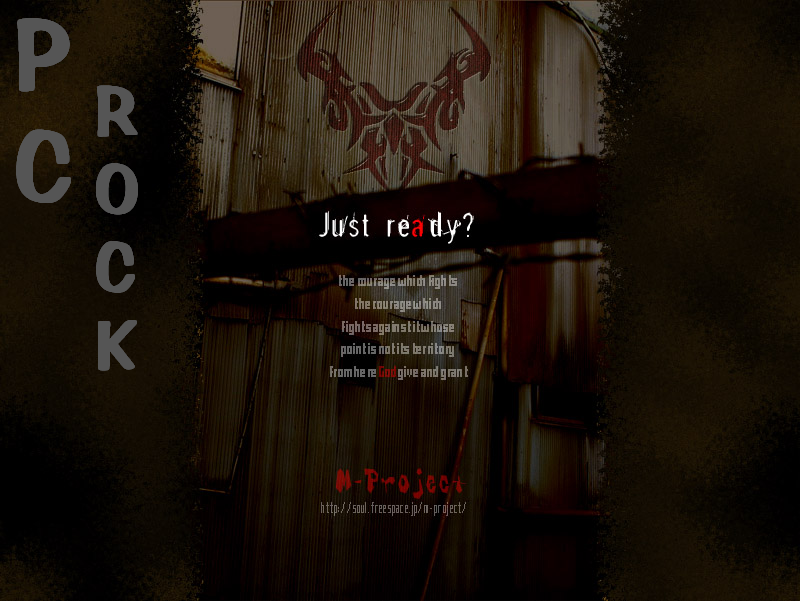 P
C
R
O
C
K
Just ready?
the courage which fights
the courage which
fights against it whose
point is not its territory
from here God give and grant
M-Project
http://soul.freespace.jp/m-project/